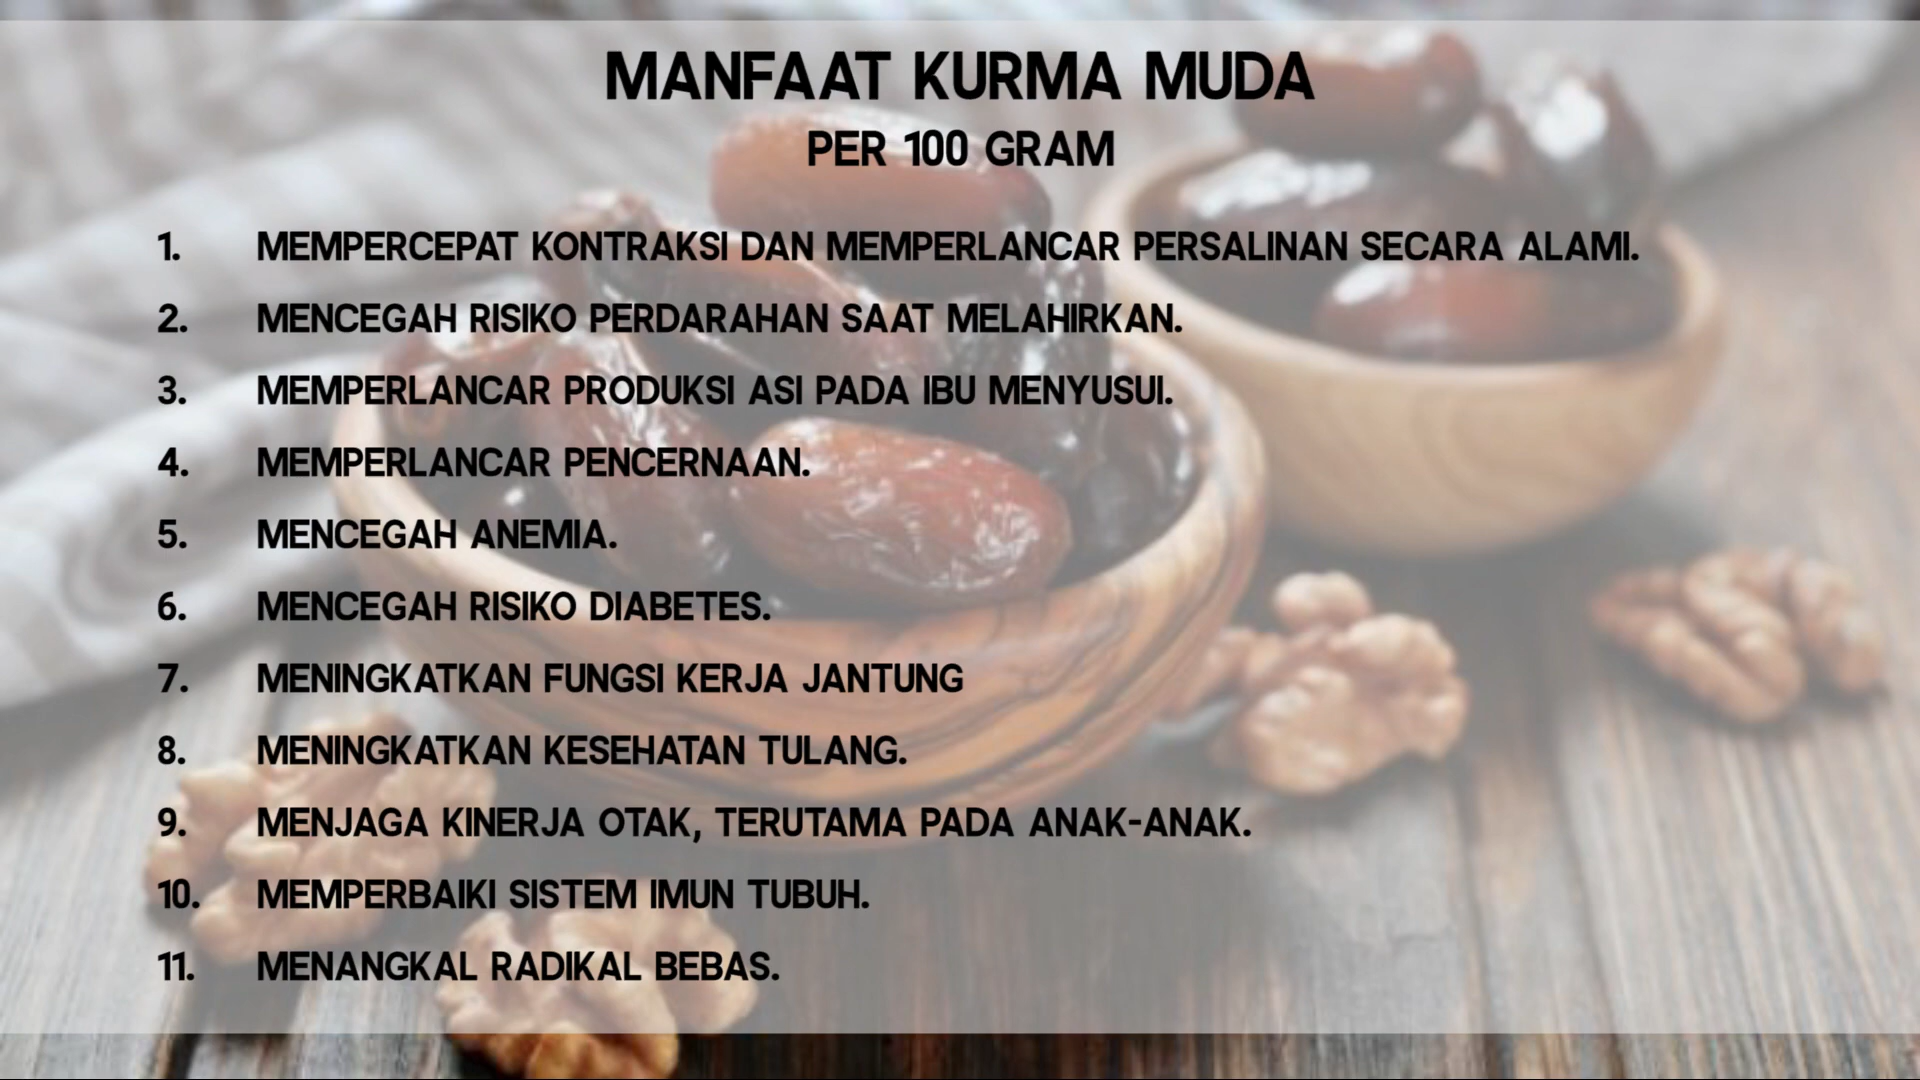 MANFAAT KURMA MUDA
PER 100 GRAM
1. MEMPERCEPAT KONTRAKSI DAN MEMPERLANCAR PERSALINAN SECARA ALAMI.
2. MENCEGAH RISIKO PERDARAHAN SAAT MELAHIRKAN.
3. MEMPERLANCAR PRODUKSI ASI PADA IBU MENYUSUI.
4. MEMPERLANCAR PENCERNAAN.
5. MENCEGAH ANEMIA.
6. MENCEGAH RISIKO DIABETES.
7. MENINGKATKAN FUNGSI KERJA JANTUNG
8. MENINGKATKAN KESEHATAN TULANG.
9. MENJAGA KINERJA OTAK, TERUTAMA PADA ANAK-ANAK.
10. MEMPERBAIKI SISTEM IMUN TUBUH.
11. MENANGKAL RADIKAL BEBAS.